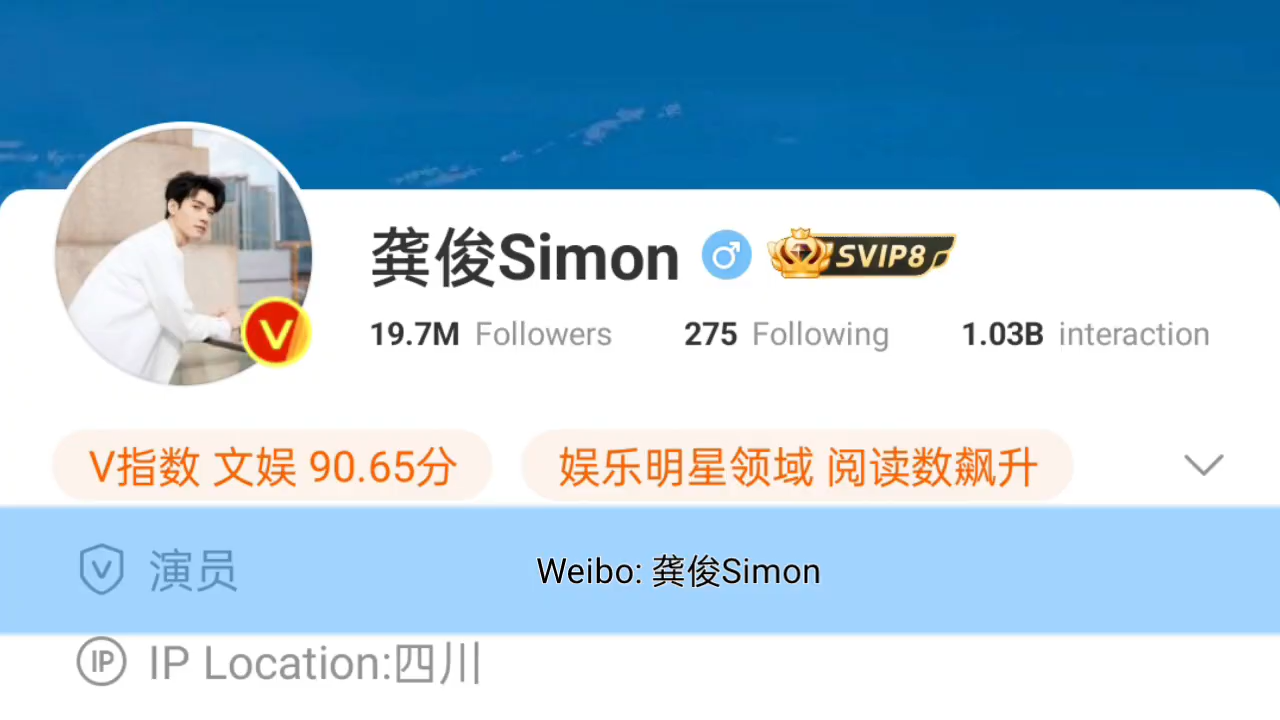 龚俊Simon SVIP8
19.7M Followers 275 Following 1.03B interaction
V指数 文娱 90.65分 娱乐明星领域 阅读数飙升
演员 Weibo: 龚俊Simon
IP IP Location:四川